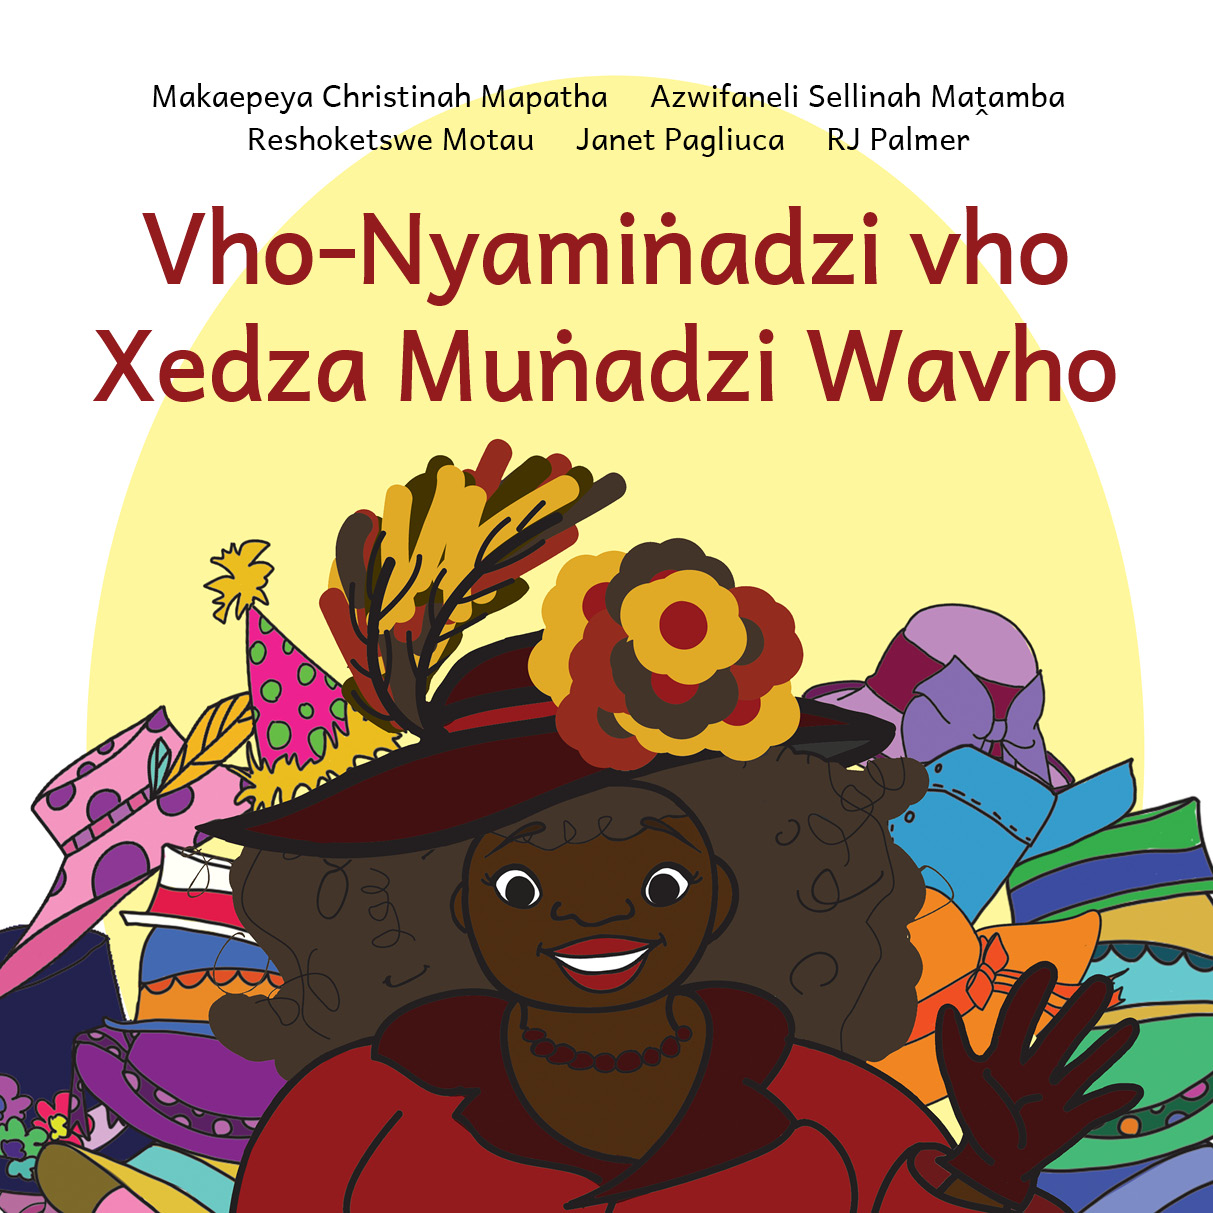 Makaepeya Christinah Mapatha Azwifaneli Sellinah Maṱamba
Reshoketswe Motau Janet Pagliuca RJ Palmer
Vho-Nyamiṅadzi vho
Xedza Muṅadzi Wavho